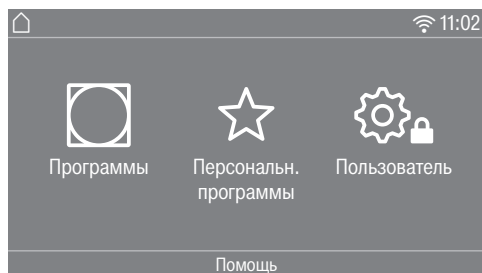 11:02
Программы
Персональн.
программы
Пользователь
Помощь